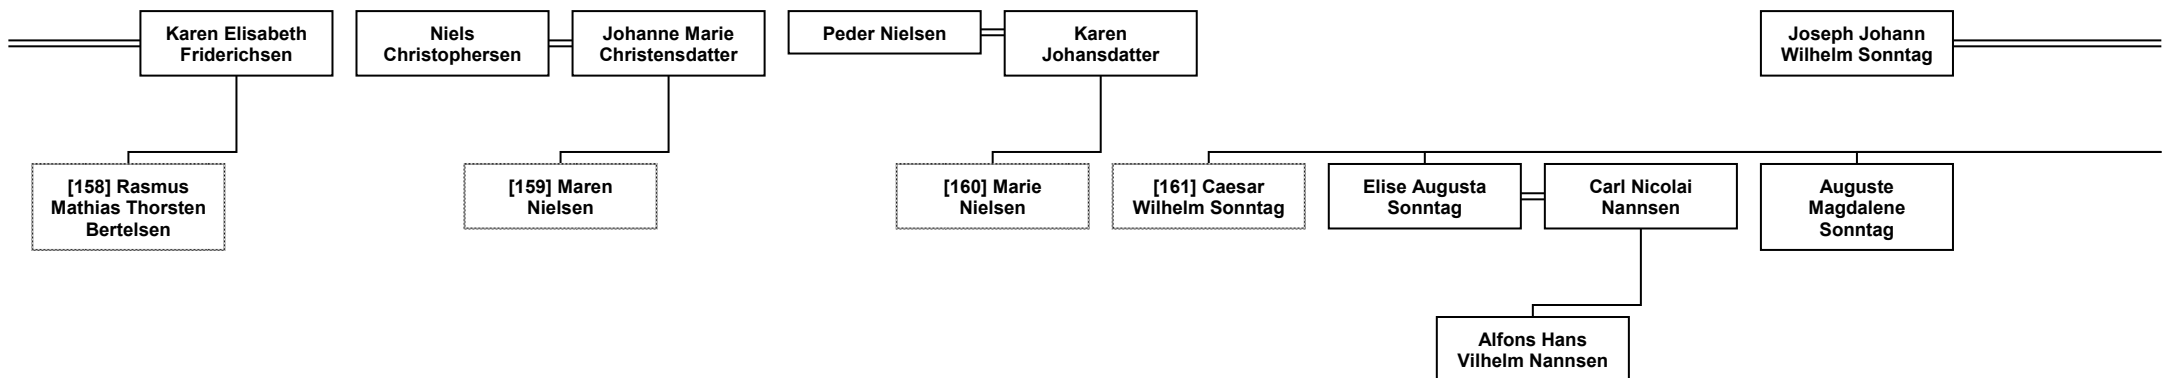 Karen Elisabeth
Friderichsen
Niels
Christophersen
Johanne Marie
Christensdatter
Peder Nielsen
Karen
Johansdatter
Joseph Johann
Wilhelm Sonntag
[158] Rasmus
Mathias Thorsten
Bertelsen
[159] Maren
Nielsen
[160] Marie
Nielsen
[161] Caesar
Wilhelm Sonntag
Elise Augusta
Sonntag
Carl Nicolai
Nannsen
Auguste
Magdalene
Sonntag
Alfons Hans
Vilhelm Nannsen